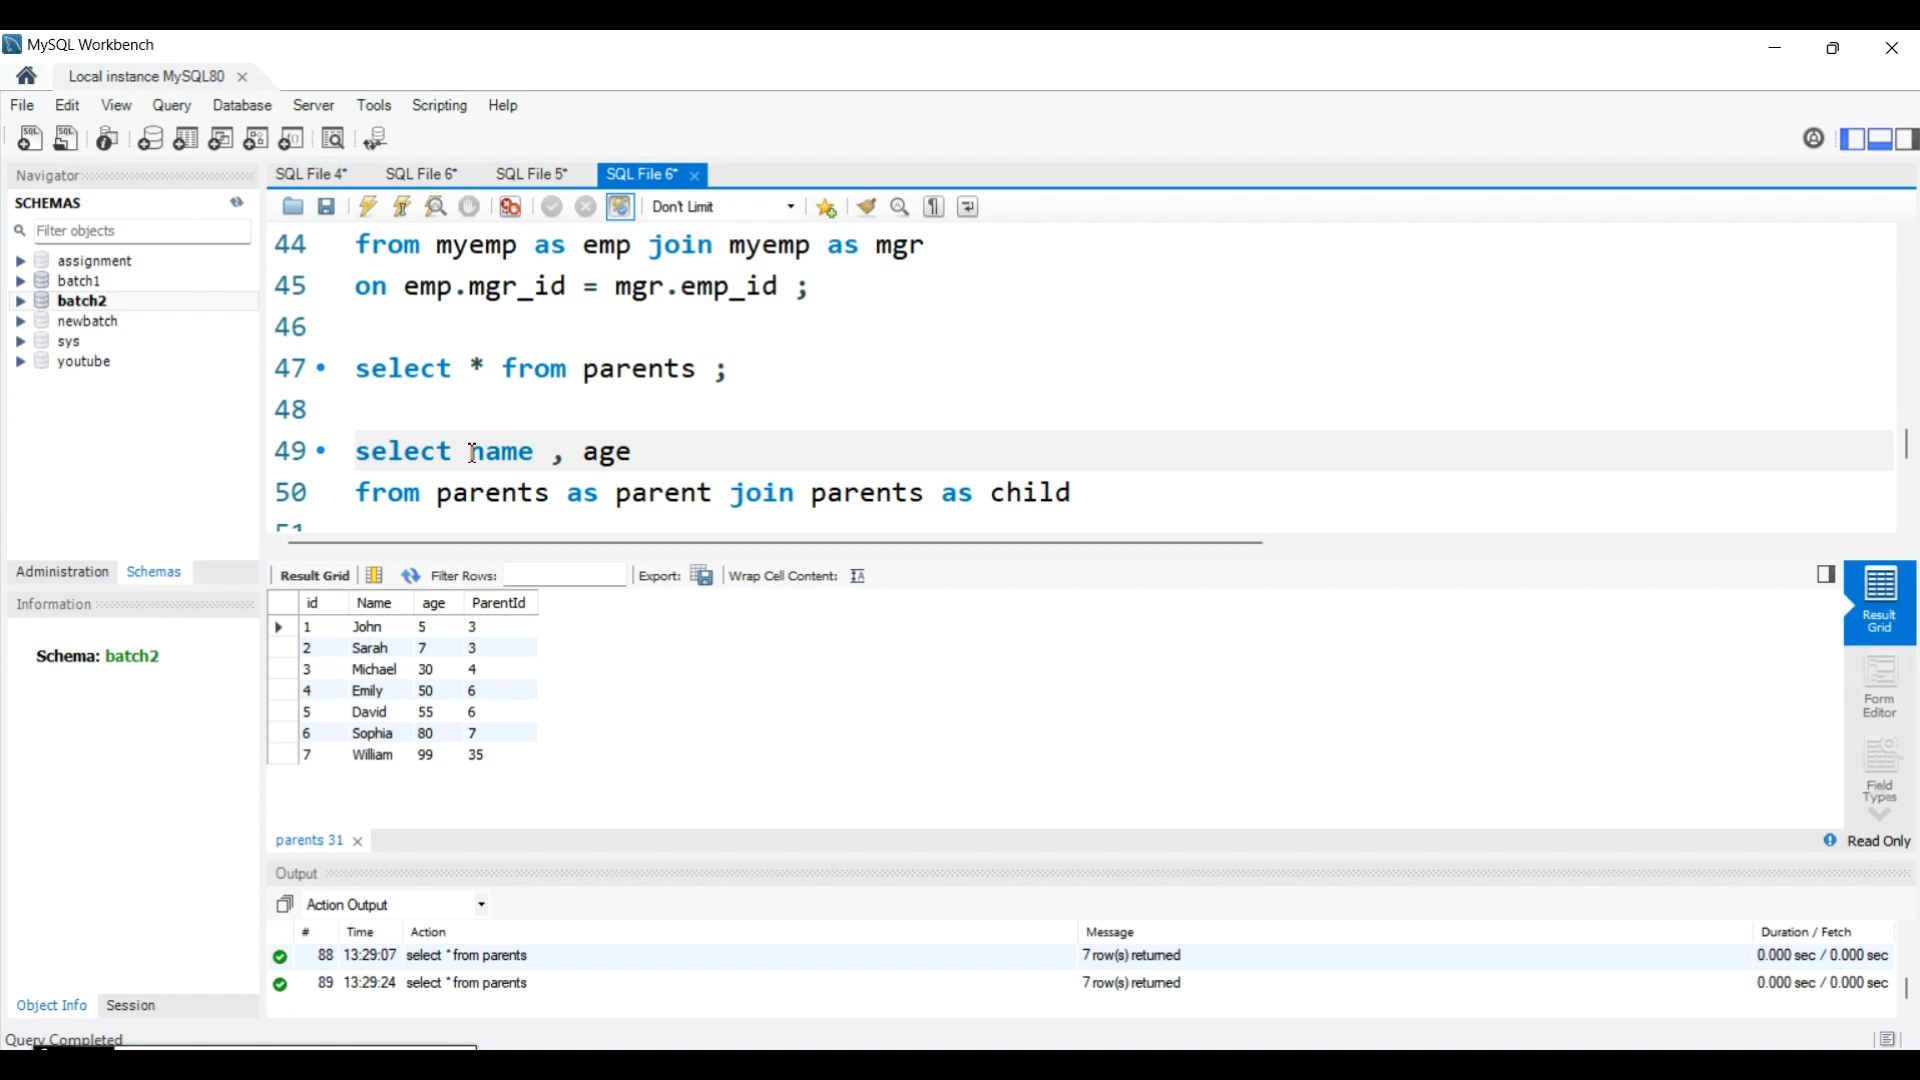 MySQL Workbench
Local instance MySQL80
File Edit View Query Database Server Tools Scripting Help
Navigator
SCHEMAS
Filter objects
assignment
batch1
batch2
newbatch
sys
youtube
Administration Schemas
Information
Schema: batch2
Object Info Session
Query Completed
SQL File 4* SQL File 6* SQL File 5* SQL File 6*
Don't Limit
44 from myemp as emp join myemp as mgr
45 on emp.mgr_id = mgr.emp_id ;
46
47 select * from parents ;
48
49 select name , age
50 from parents as parent join parents as child
51
Result Grid Filter Rows: Export: Wrap Cell Content:
id Name age ParentId
1 John 5 3
2 Sarah 7 3
3 Michael 30 4
4 Emily 50 6
5 David 55 6
6 Sophia 80 7
7 William 99 35
Result
Grid
Form
Editor
Field
Types
parents 31
Read Only
Output
Action Output
# Time Action Message Duration / Fetch
88 13:29:07 select * from parents 7 row(s) returned 0.000 sec / 0.000 sec
89 13:29:24 select * from parents 7 row(s) returned 0.000 sec / 0.000 sec